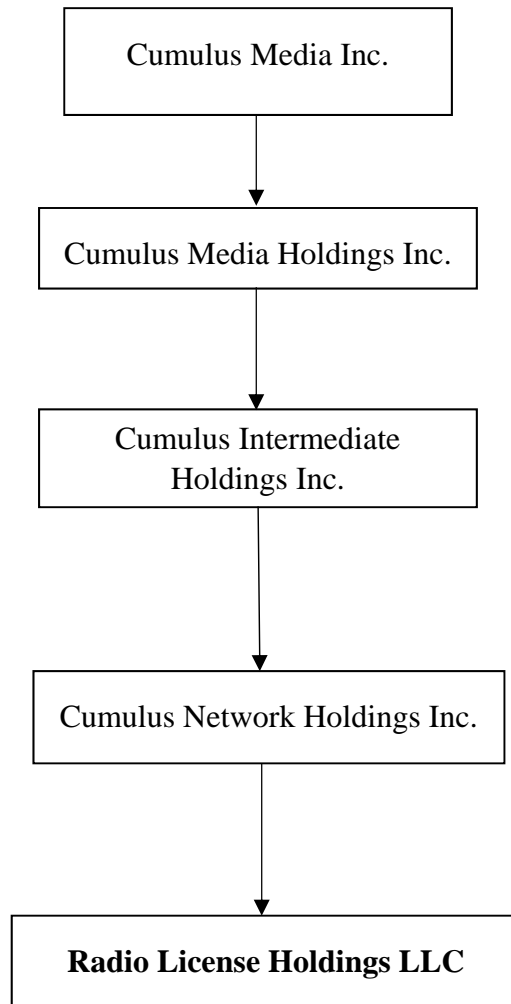 Cumulus Media Inc.
Cumulus Media Holdings Inc.
Cumulus Intermediate
Holdings Inc.
Cumulus Network Holdings Inc.
Radio License Holdings LLC